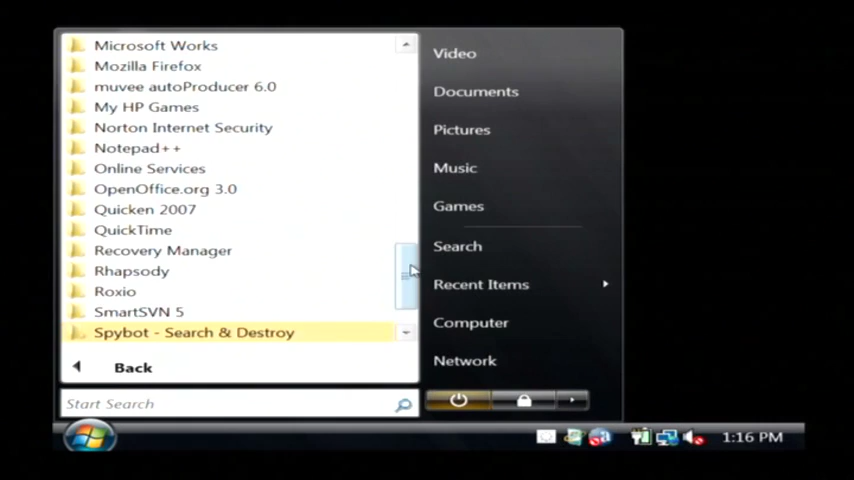 Microsoft Works
Mozilla Firefox
muvee autoProducer 6.0
My HP Games
Norton Internet Security
Notepad++
Online Services
OpenOffice.org 3.0
Quicken 2007
QuickTime
Recovery Manager
Rhapsody
Roxio
SmartSVN 5
Spybot - Search & Destroy
Back
Start Search
Video
Documents
Pictures
Music
Games
Search
Recent Items
Computer
Network
1:16 PM